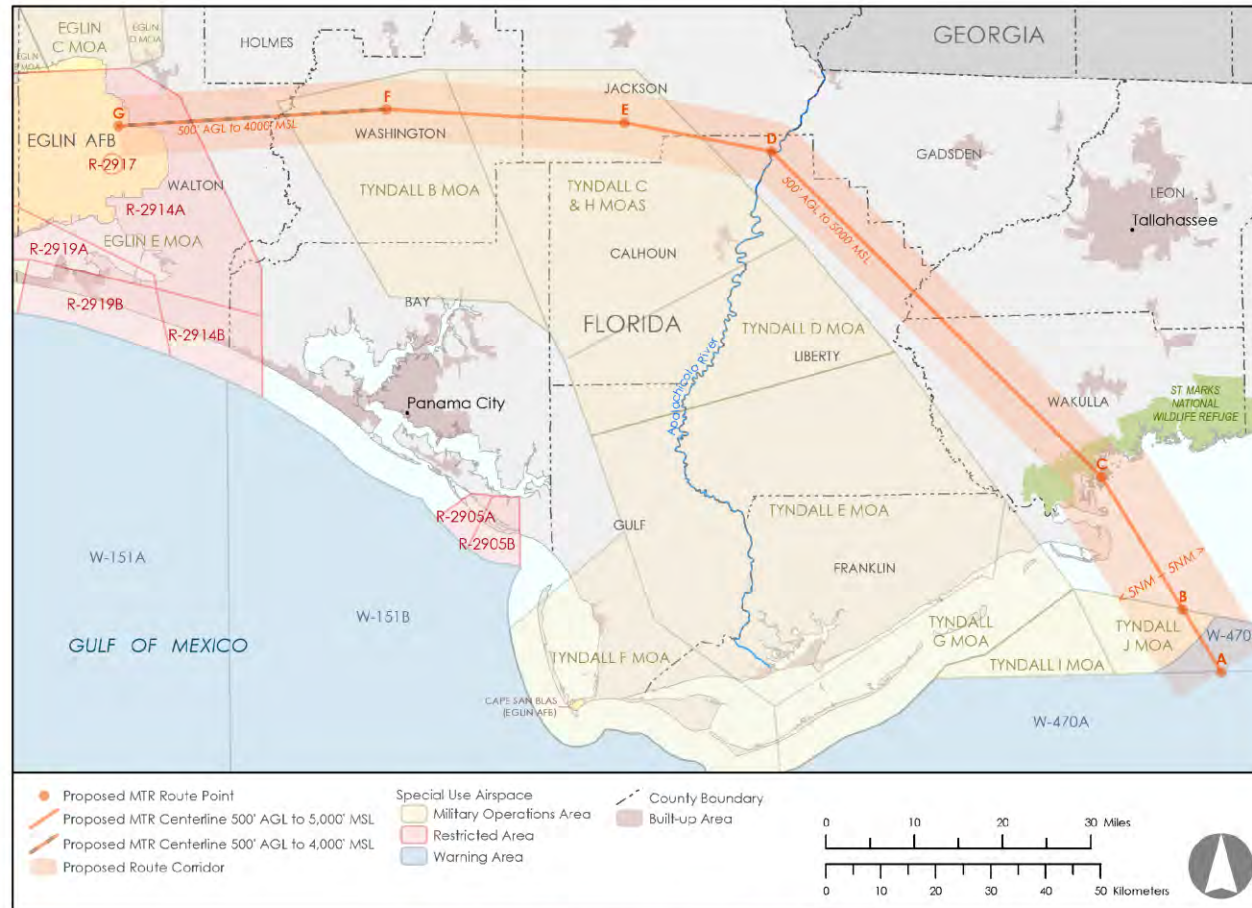 EGLIN
C MOA
EGLIN
D MOA
HOLMES
GEORGIA
JACKSON
G
500' AGL to 4000' MSL
F
E
D
EGLIN AFB
WASHINGTON
GADSDEN
R-2917
WALTON
LEON
Tallahassee
TYNDALL B MOA
TYNDALL C
& H MOAS
500' AGL to 5000' MSL
R-2914A
EGLIN E MOA
R-2919A
CALHOUN
R-2919B
BAY
FLORIDA
TYNDALL D MOA
R-2914B
LIBERTY
Apalachicola River
Panama City
WAKULLA
ST MARKS
NATIONAL
WILDLIFE REFUGE
C
R-2905A
R-2905B
GULF
TYNDALL E MOA
W-151A
FRANKLIN
< 5NM - 5NM >
B
W-151B
GULF OF MEXICO
TYNDALL F MOA
TYNDALL
G MOA
TYNDALL
J MOA
W-470
TYNDALL I MOA
A
CAPE SAN BLAS
(EGLIN AFB)
W-470A
Proposed MTR Route Point
Proposed MTR Centerline 500' AGL to 5,000' MSL
Proposed MTR Centerline 500' AGL to 4,000' MSL
Proposed Route Corridor
Special Use Airspace
Military Operations Area
Restricted Area
Warning Area
County Boundary
Built-up Area
0 10 20 30 Miles
0 10 20 30 40 50 Kilometers